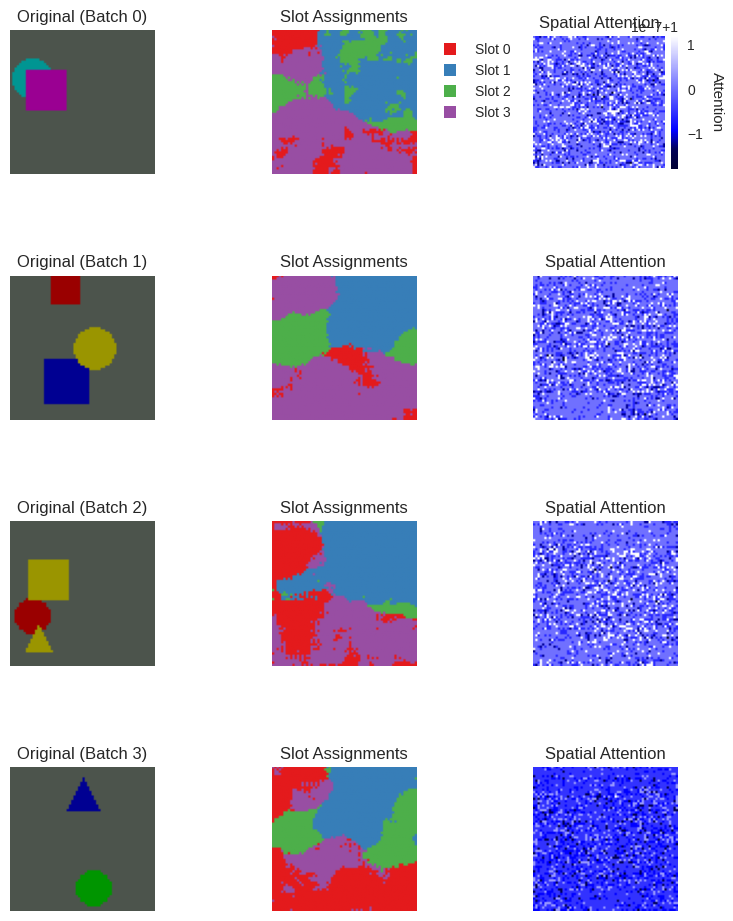 Original (Batch 0)
Slot Assignments
Slot 0
Slot 1
Slot 2
Slot 3
Spatial Attention
1e−7+1
1
0
−1
Attention
Original (Batch 1)
Slot Assignments
Spatial Attention
Original (Batch 2)
Slot Assignments
Spatial Attention
Original (Batch 3)
Slot Assignments
Spatial Attention